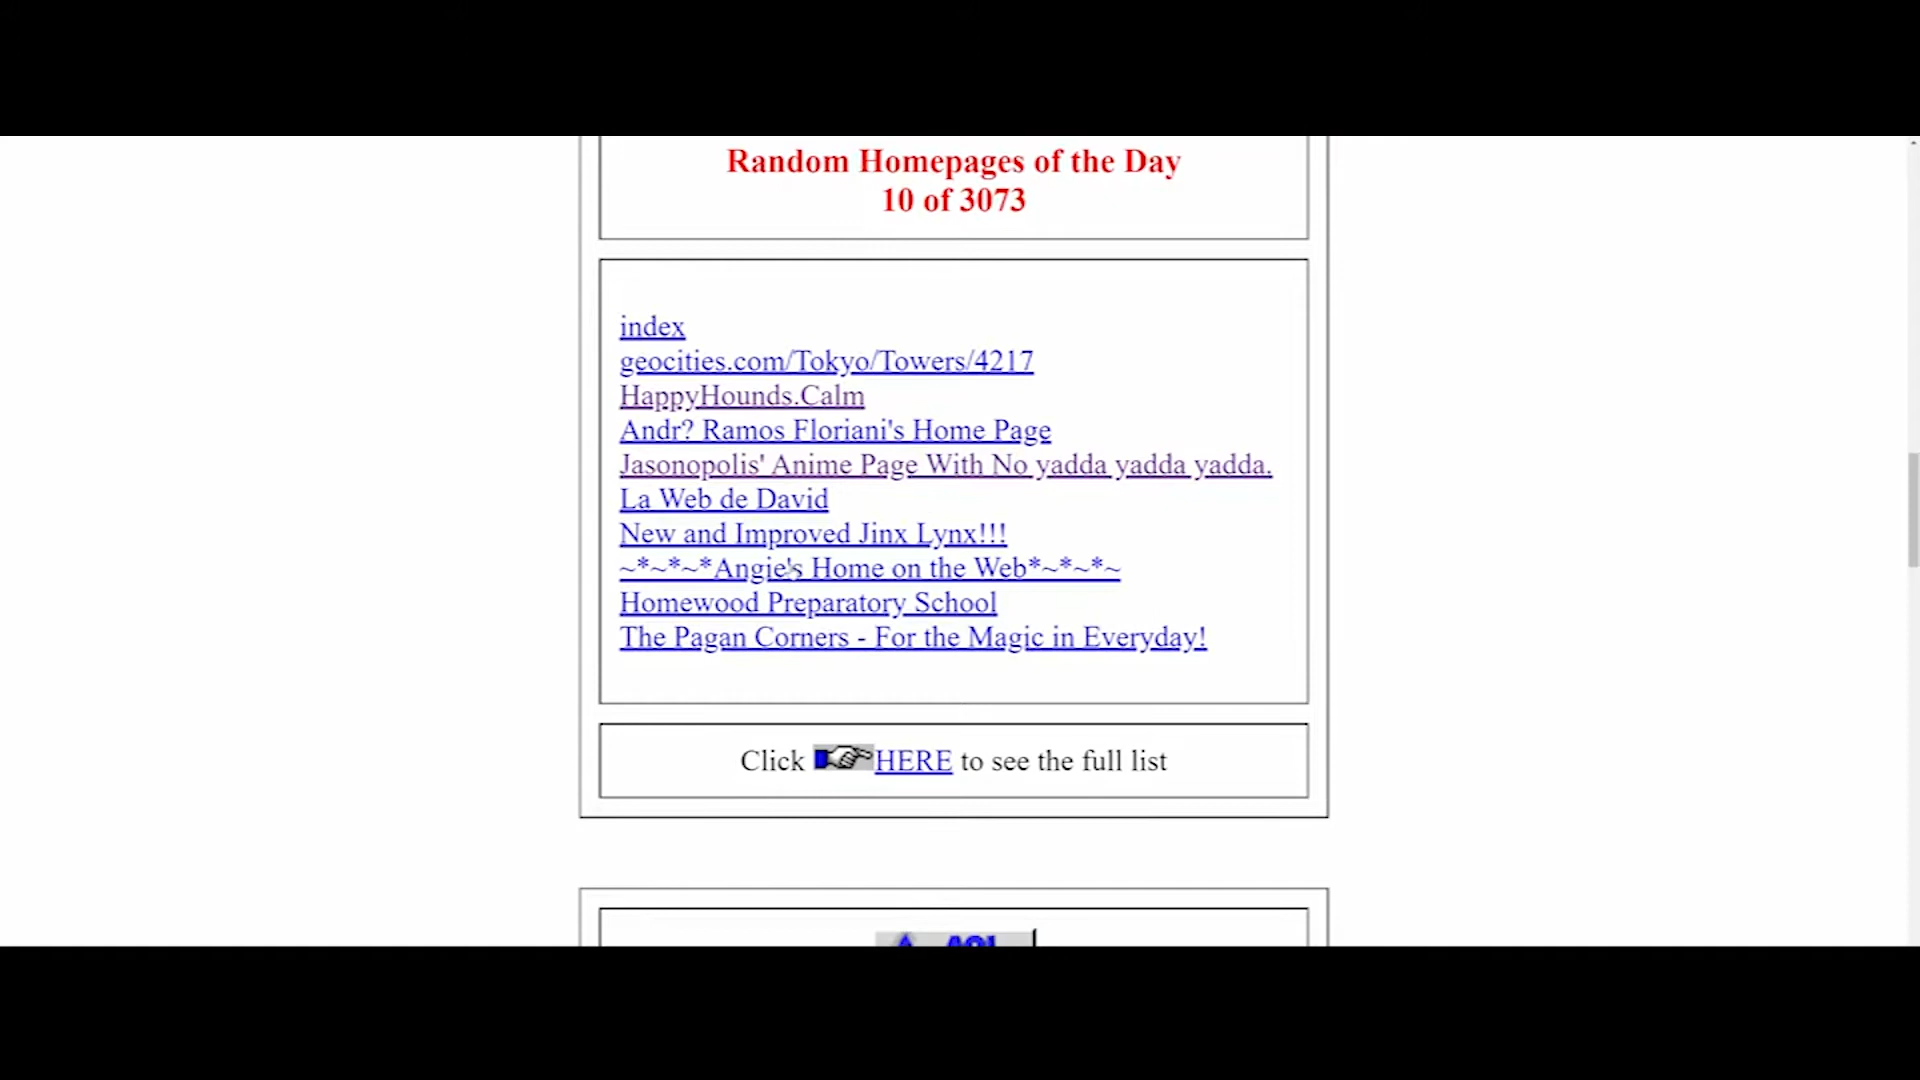 Random Homepages of the Day
10 of 3073
index
geocities.com/Tokyo/Towers/4217
HappyHounds.Calm
Andr? Ramos Floriani's Home Page
Jasonopolis' Anime Page With No yadda yadda yadda.
La Web de David
New and Improved Jinx Lynx!!!
~*~*~*Angie's Home on the Web*~*~*~
Homewood Preparatory School
The Pagan Corners - For the Magic in Everyday!
Click HERE to see the full list